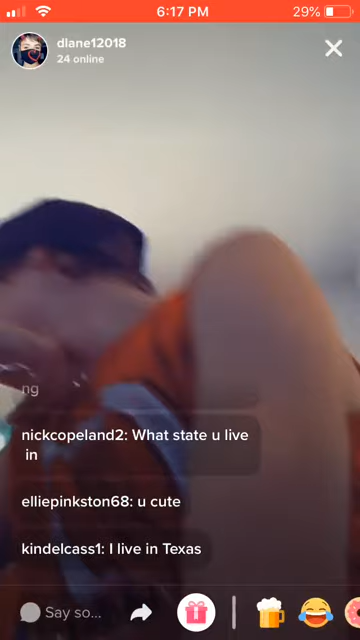 6:17 PM
29%
dlane12018
24 online
ng
nickcopeland2: What state u live
in
elliepinkston68: u cute
kindelcass1: I live in Texas
Say so...